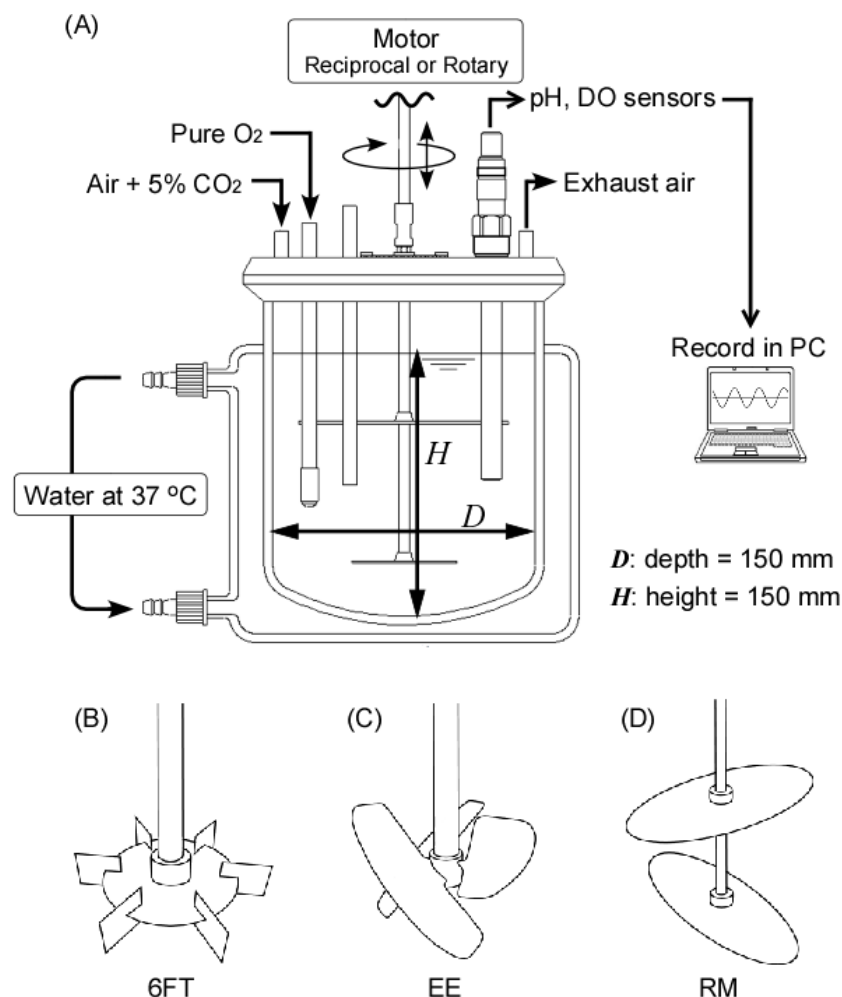 (A)
Motor
Reciprocal or Rotary
pH, DO sensors
Pure O₂
Air + 5% CO₂
Exhaust air
Record in PC
H
Water at 37 ºC
D
D: depth = 150 mm
H: height = 150 mm
(B)
(C)
(D)
6FT
EE
RM